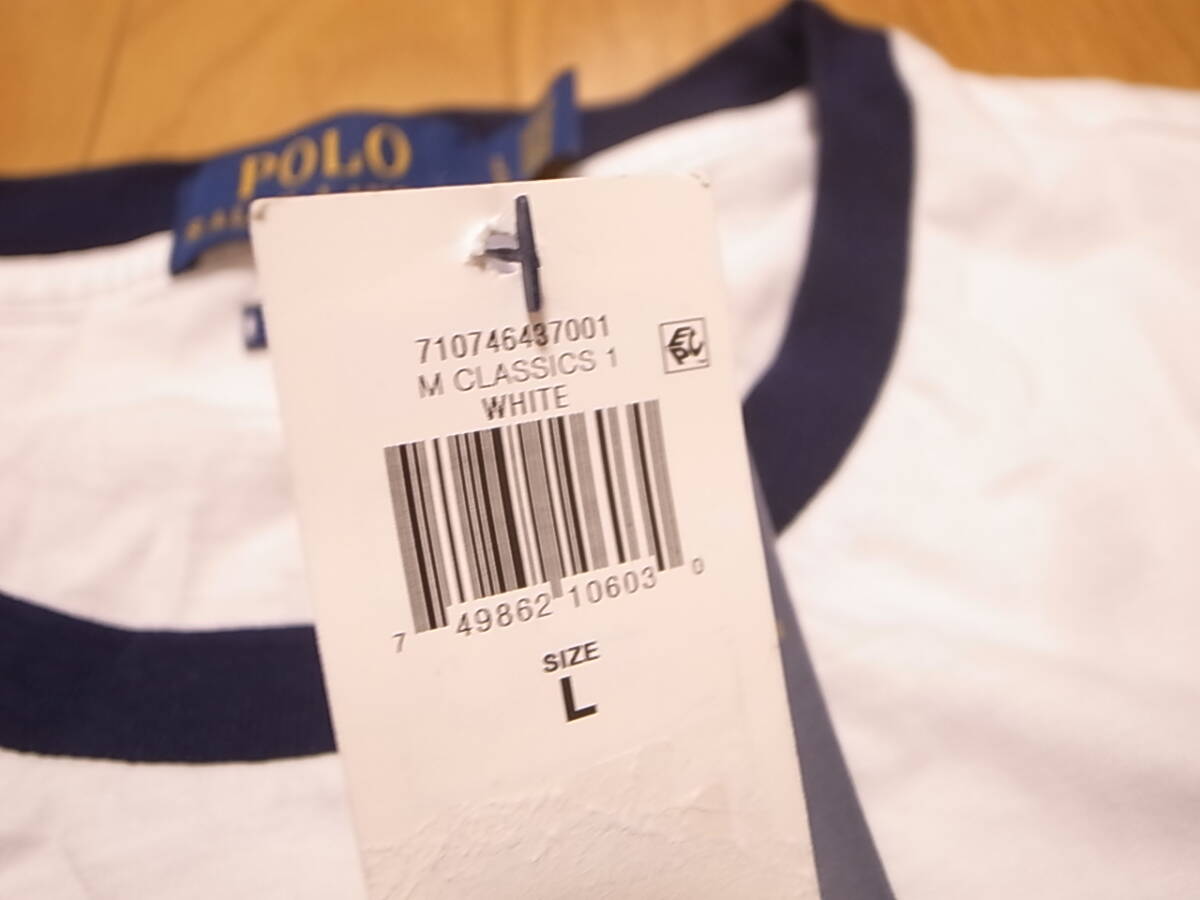 POLO
710746437001
M CLASSICS 1
WHITE
7 49862 10603 0
SIZE
L